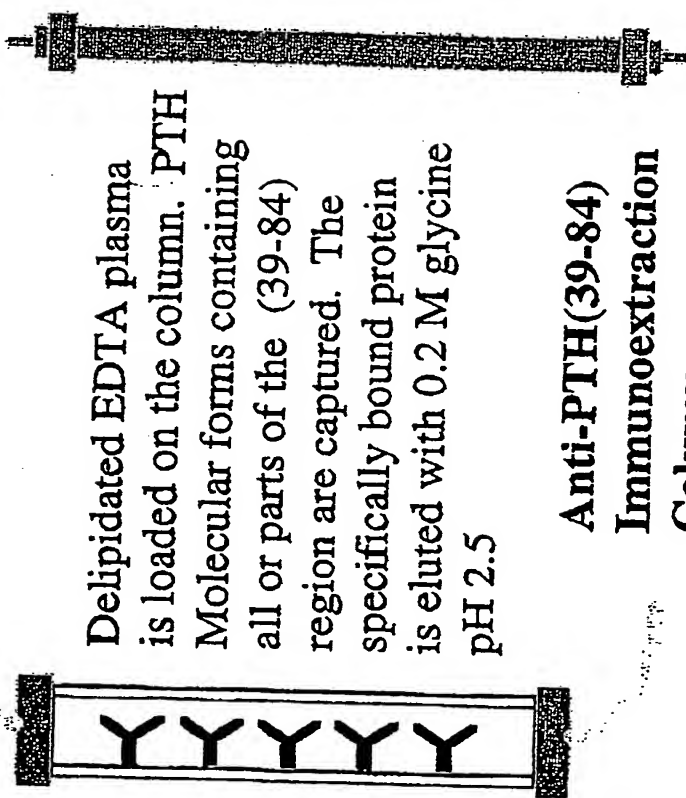 Delipidated EDTA plasma
is loaded on the column. PTH
Molecular forms containing
all or parts of the (39-84)
region are captured. The
specifically bound protein
is eluted with 0.2 M glycine
pH 2.5
Anti-PTH(39-84)
Immunoextraction